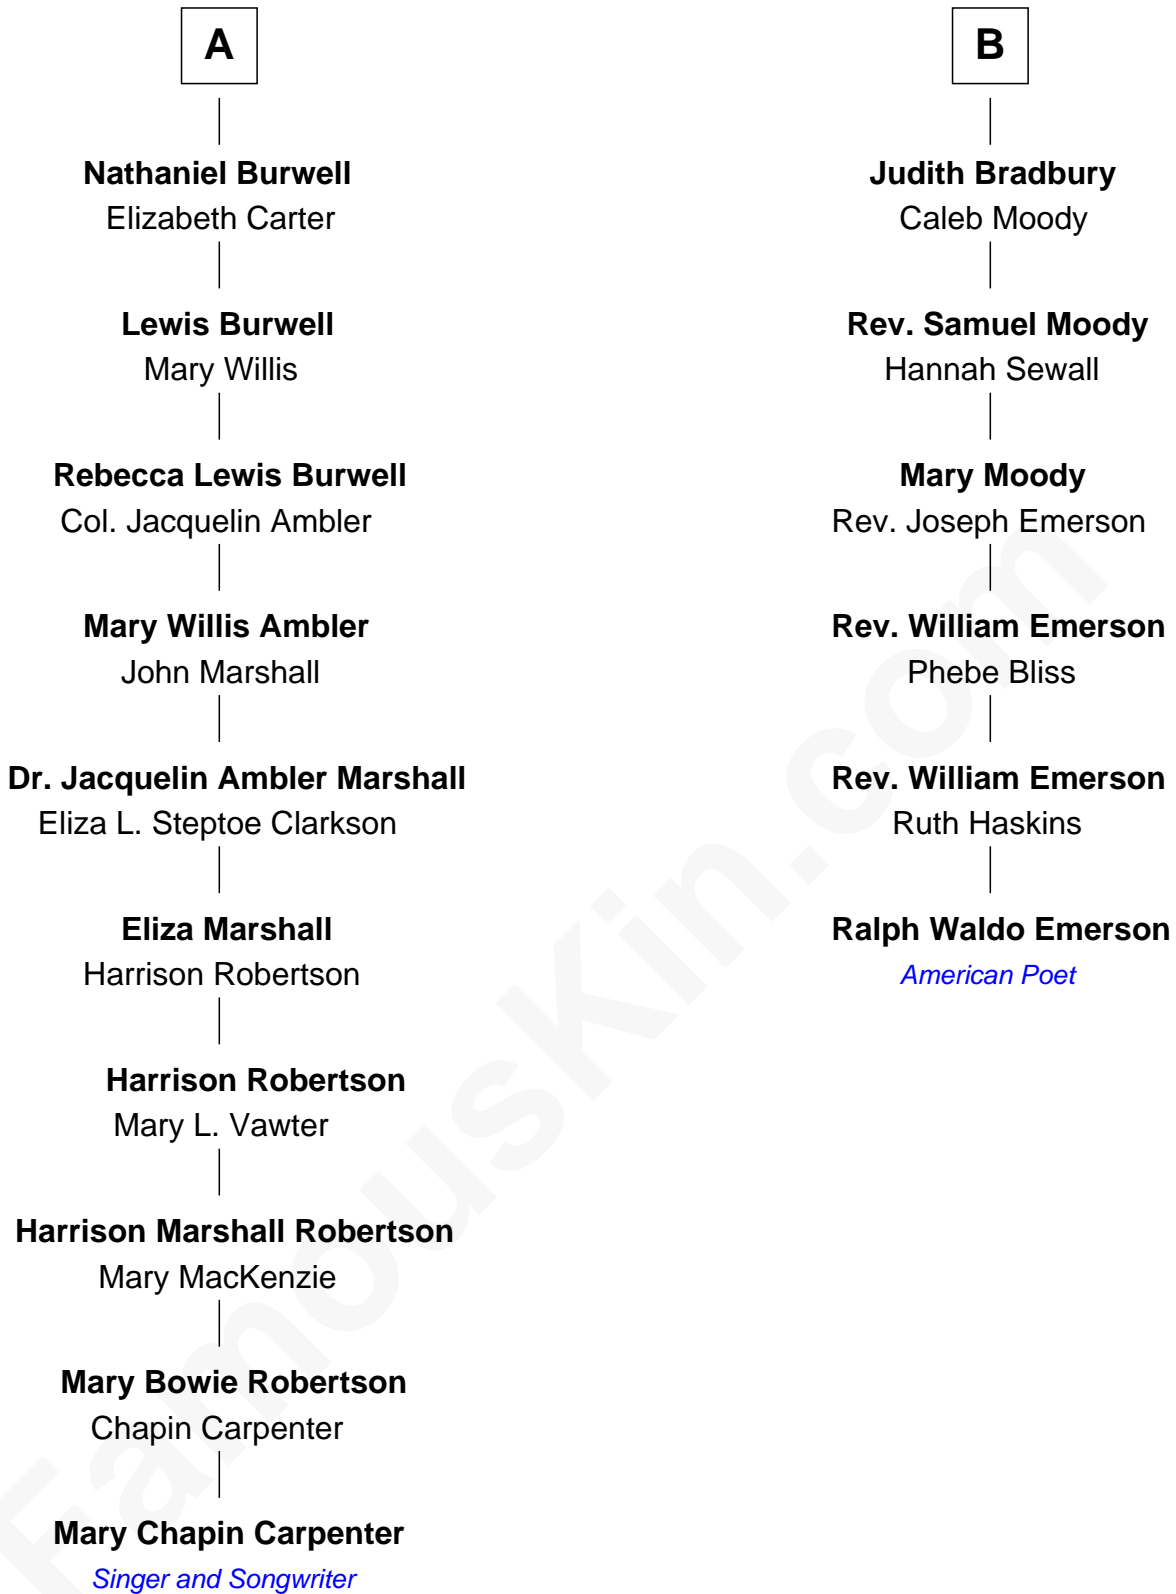 A
Nathaniel Burwell
Elizabeth Carter
Lewis Burwell
Mary Willis
Rebecca Lewis Burwell
Col. Jacquelin Ambler
Mary Willis Ambler
John Marshall
Dr. Jacquelin Ambler Marshall
Eliza L. Steptoe Clarkson
Eliza Marshall
Harrison Robertson
Harrison Robertson
Mary L. Vawter
Harrison Marshall Robertson
Mary MacKenzie
Mary Bowie Robertson
Chapin Carpenter
Mary Chapin Carpenter
Singer and Songwriter
B
Judith Bradbury
Caleb Moody
Rev. Samuel Moody
Hannah Sewall
Mary Moody
Rev. Joseph Emerson
Rev. William Emerson
Phebe Bliss
Rev. William Emerson
Ruth Haskins
Ralph Waldo Emerson
American Poet
FamousKin.com